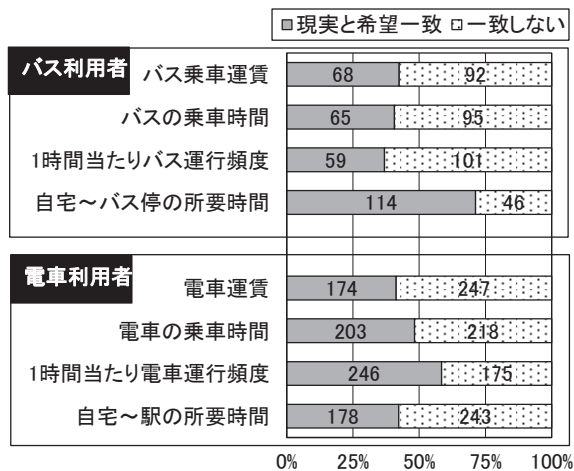 現実と希望一致 一致しない
バス利用者
バス乗車運賃 68 92
バスの乗車時間 65 95
1時間当たりバス運行頻度 59 101
自宅～バス停の所要時間 114 46
電車利用者
電車運賃 174 247
電車の乗車時間 203 218
1時間当たり電車運行頻度 246 175
自宅～駅の所要時間 178 243
0% 25% 50% 75% 100%